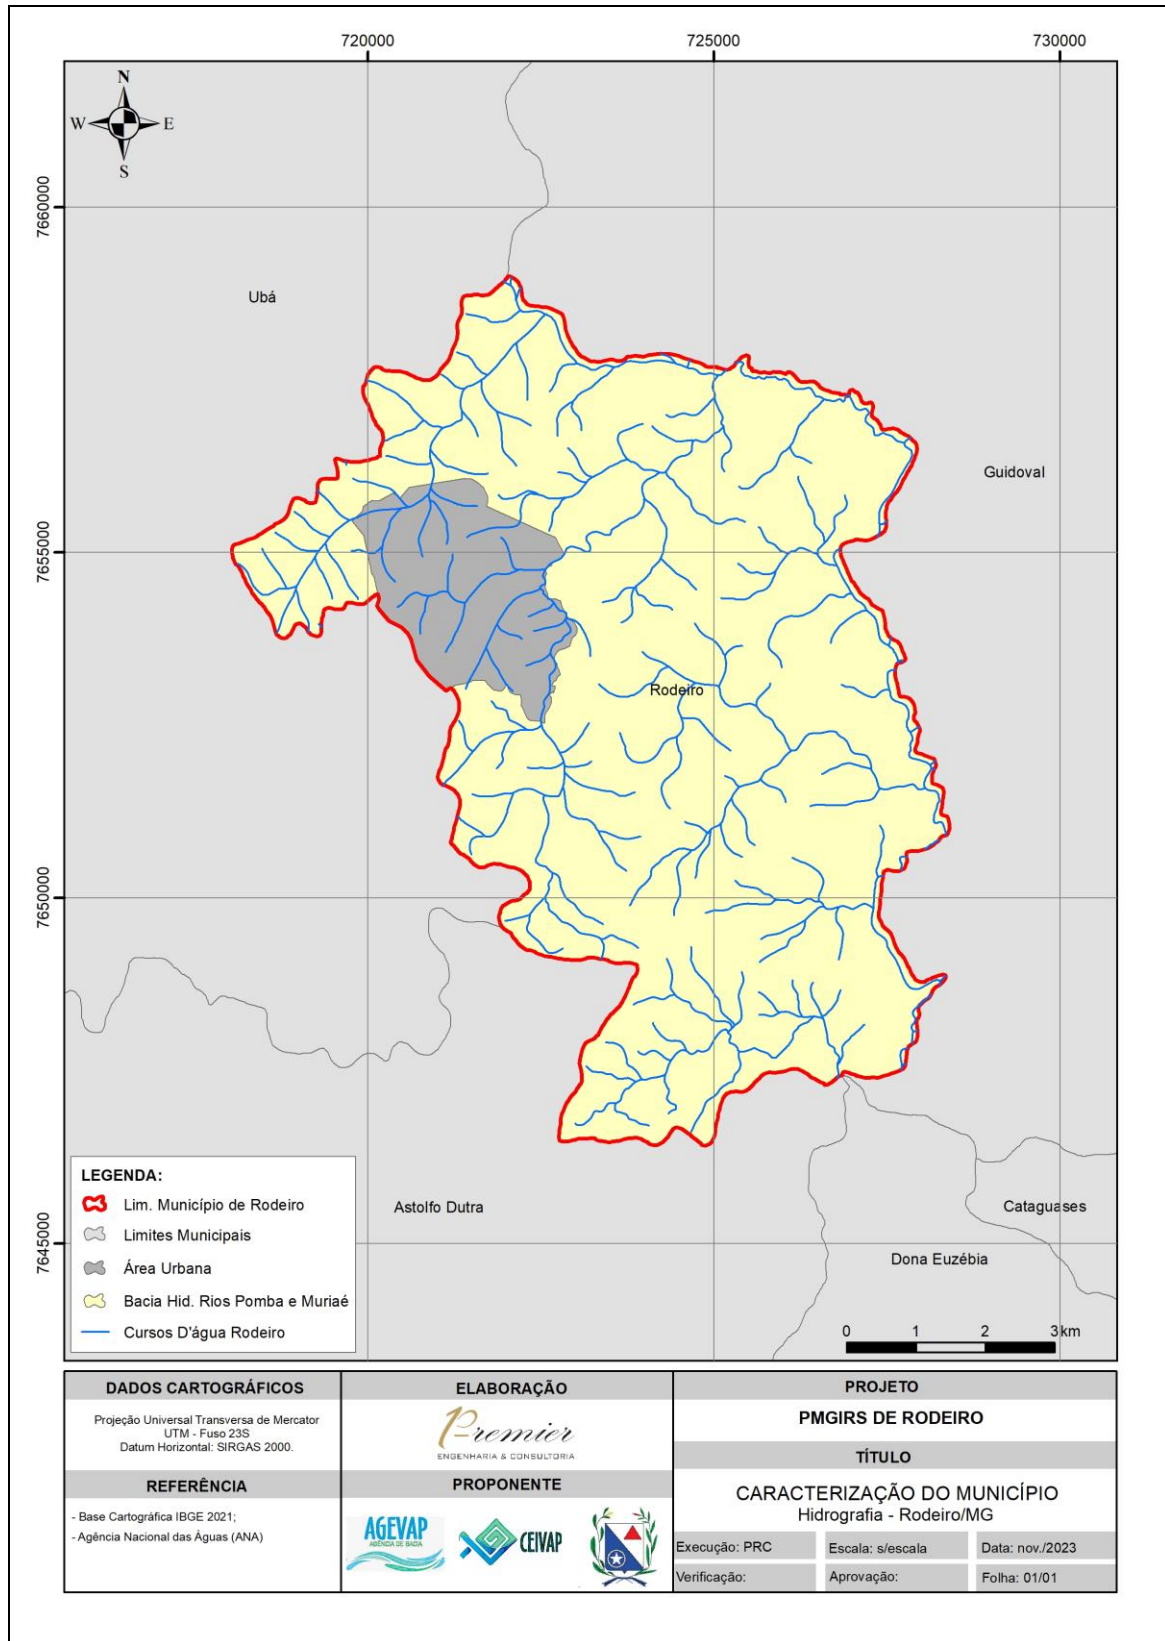 720000
725000
730000
N
W
E
S
7660000
Ubá
Guidoval
7655000
Rodeiro
7650000
LEGENDA:
Lim. Município de Rodeiro
Limites Municipais
Área Urbana
Bacia Hid. Rios Pomba e Muriaé
Cursos D'água Rodeiro
Astolfo Dutra
Cataguases
7645000
Dona Euzébia
0 1 2 3 km
DADOS CARTOGRÁFICOS
Projeção Universal Transversa de Mercator
UTM - Fuso 23S
Datum Horizontal: SIRGAS 2000.
REFERÊNCIA
- Base Cartográfica IBGE 2021;
- Agência Nacional das Águas (ANA)
ELABORAÇÃO
Premier
ENGENHARIA & CONSULTORIA
PROPONENTE
AGEVAP
AGÊNCIA DE BACIA
CEIVAP
PROJETO
PMGIRS DE RODEIRO
TÍTULO
CARACTERIZAÇÃO DO MUNICÍPIO
Hidrografia - Rodeiro/MG
Execução: PRC
Escala: s/escala
Data: nov./2023
Verificação:
Aprovação:
Folha: 01/01